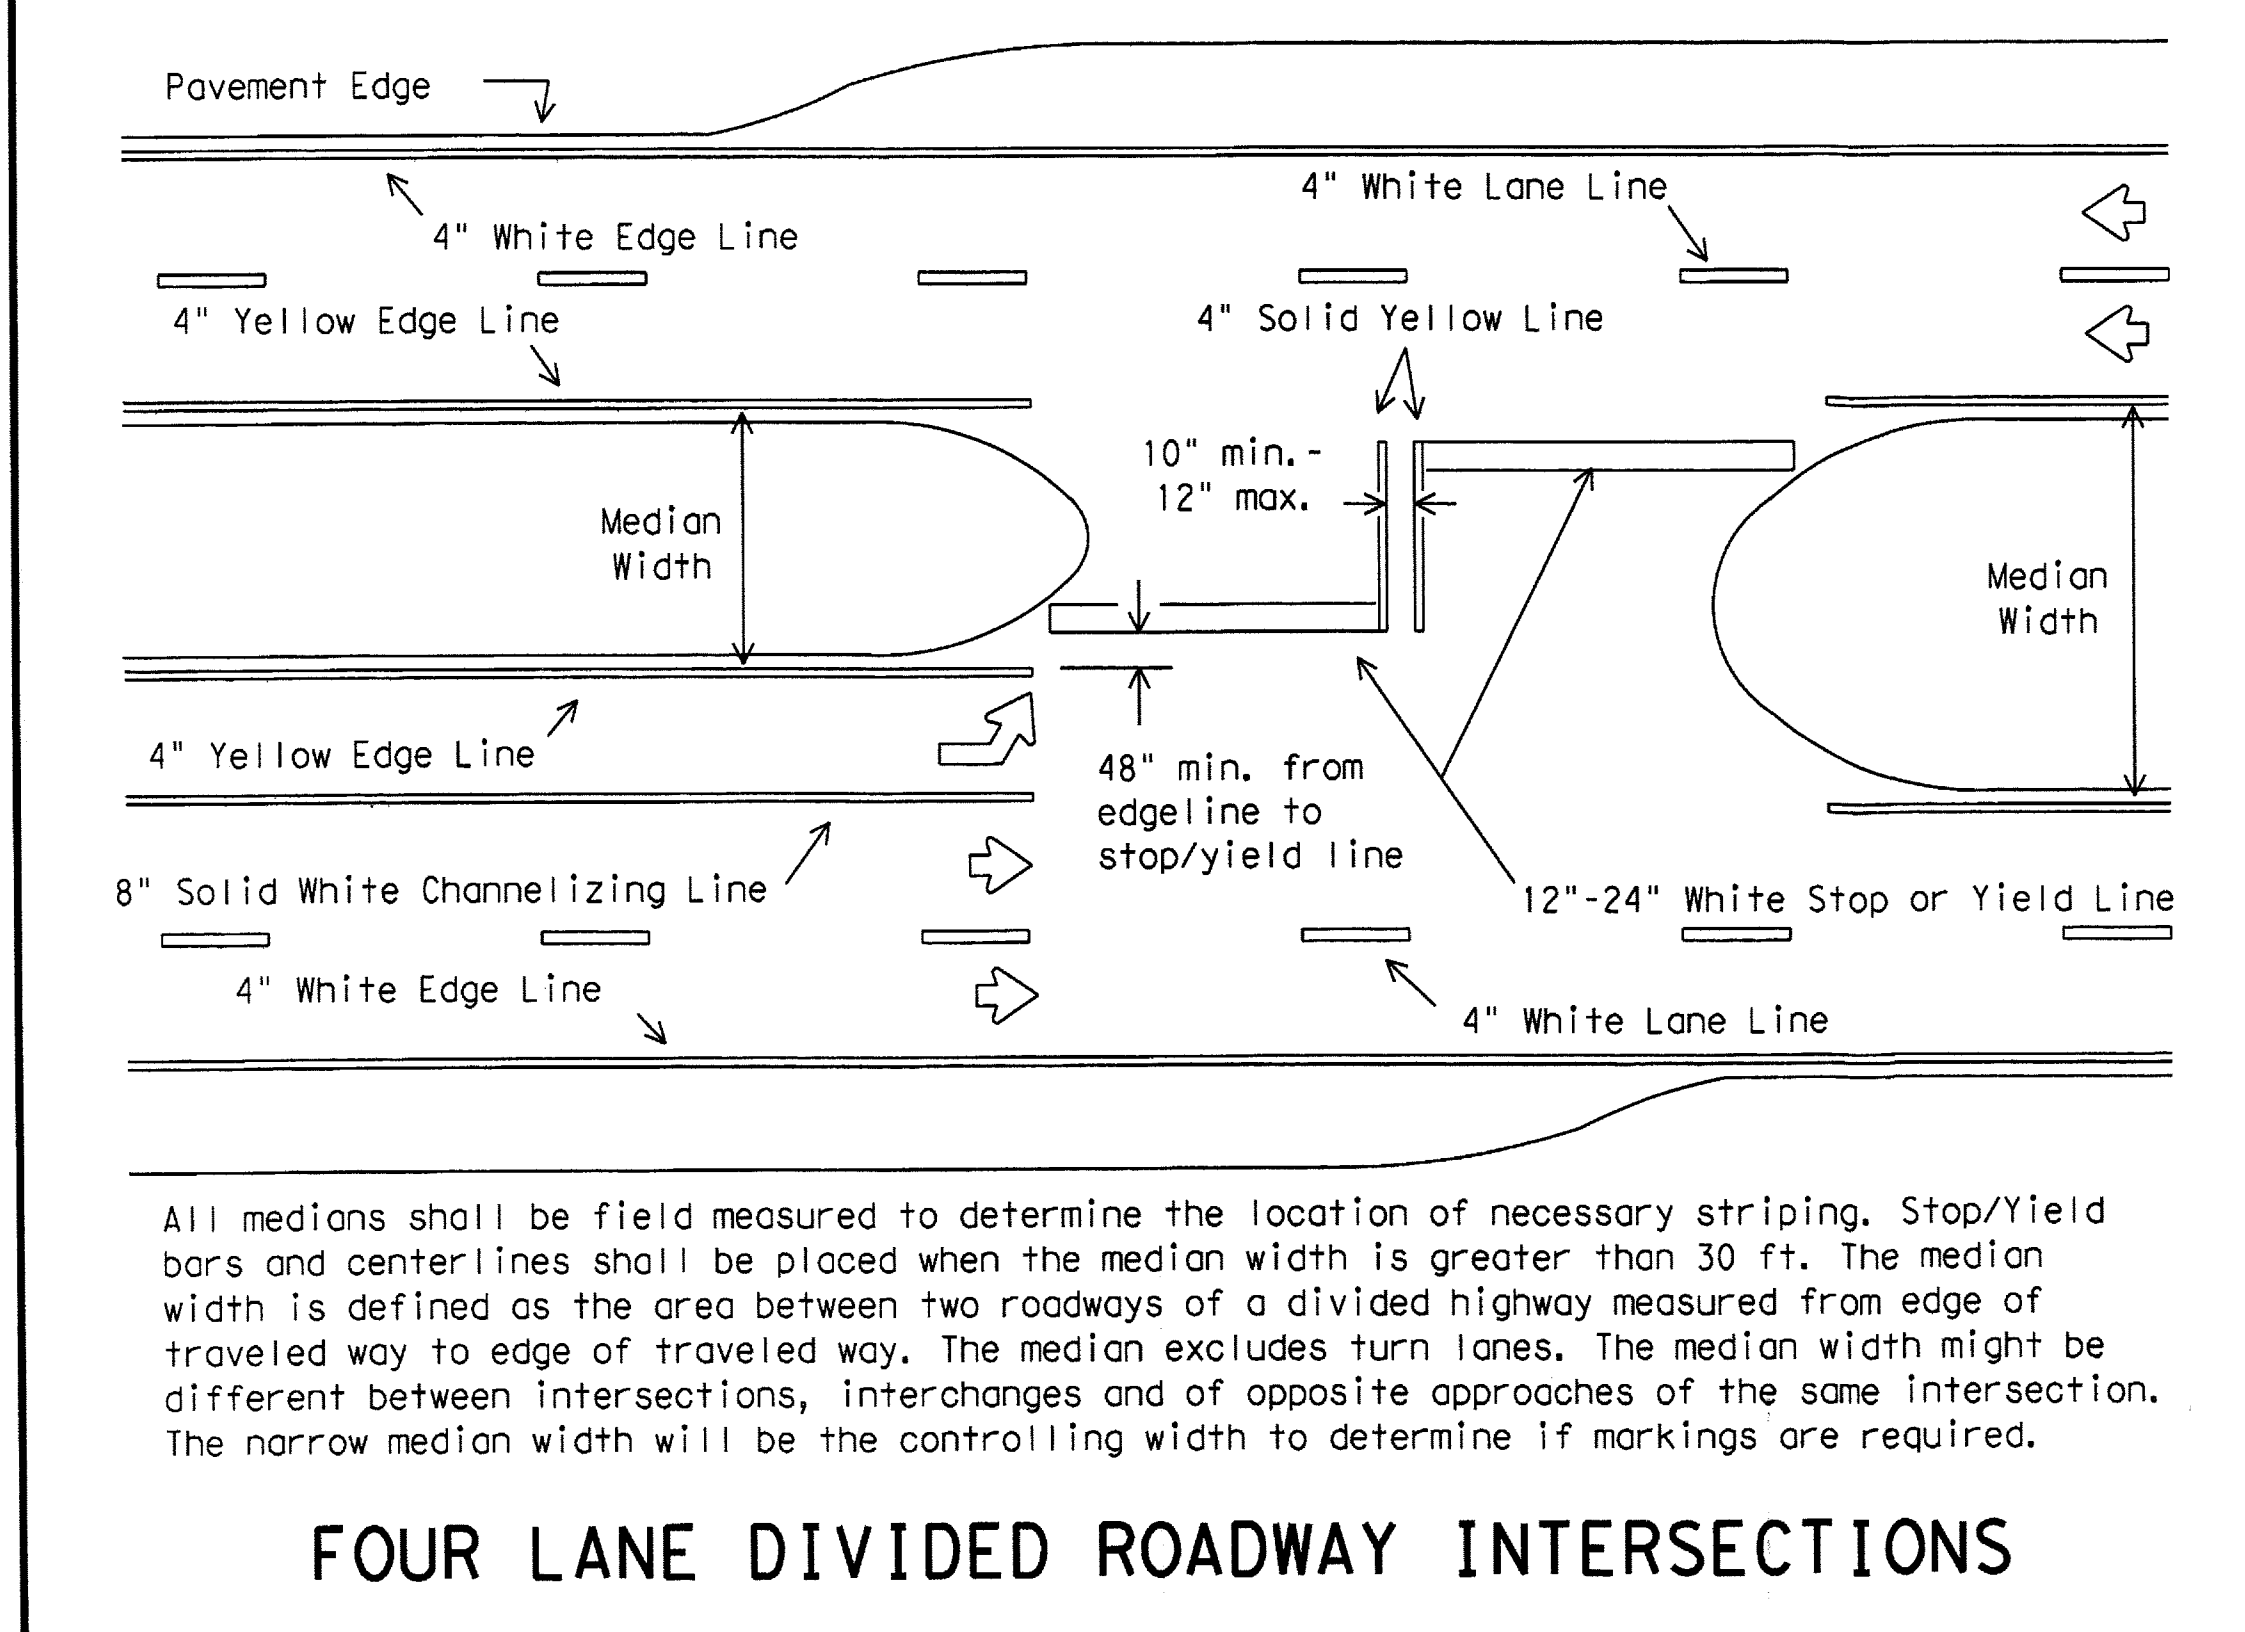 Pavement Edge
4" White Edge Line
4" White Lane Line
4" Yellow Edge Line
4" Solid Yellow Line
10" min.-
12" max.
Median
Width
Median
Width
4" Yellow Edge Line
48" min. from
edgeline to
stop/yield line
8" Solid White Channelizing Line
12"-24" White Stop or Yield Line
4" White Edge Line
4" White Lane Line
All medians shall be field measured to determine the location of necessary striping. Stop/Yield
bars and centerlines shall be placed when the median width is greater than 30 ft. The median
width is defined as the area between two roadways of a divided highway measured from edge of
traveled way to edge of traveled way. The median excludes turn lanes. The median width might be
different between intersections, interchanges and of opposite approaches of the same intersection.
The narrow median width will be the controlling width to determine if markings are required.
FOUR LANE DIVIDED ROADWAY INTERSECTIONS